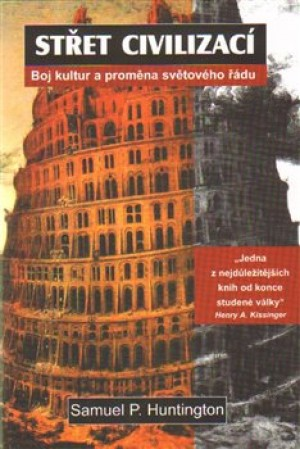 STŘET CIVILIZACÍ
Boj kultur a proměna světového řádu
„Jedna
z nejdůležitějších
knih od konce
studené války"
Henry A. Kissinger
Samuel P. Huntington